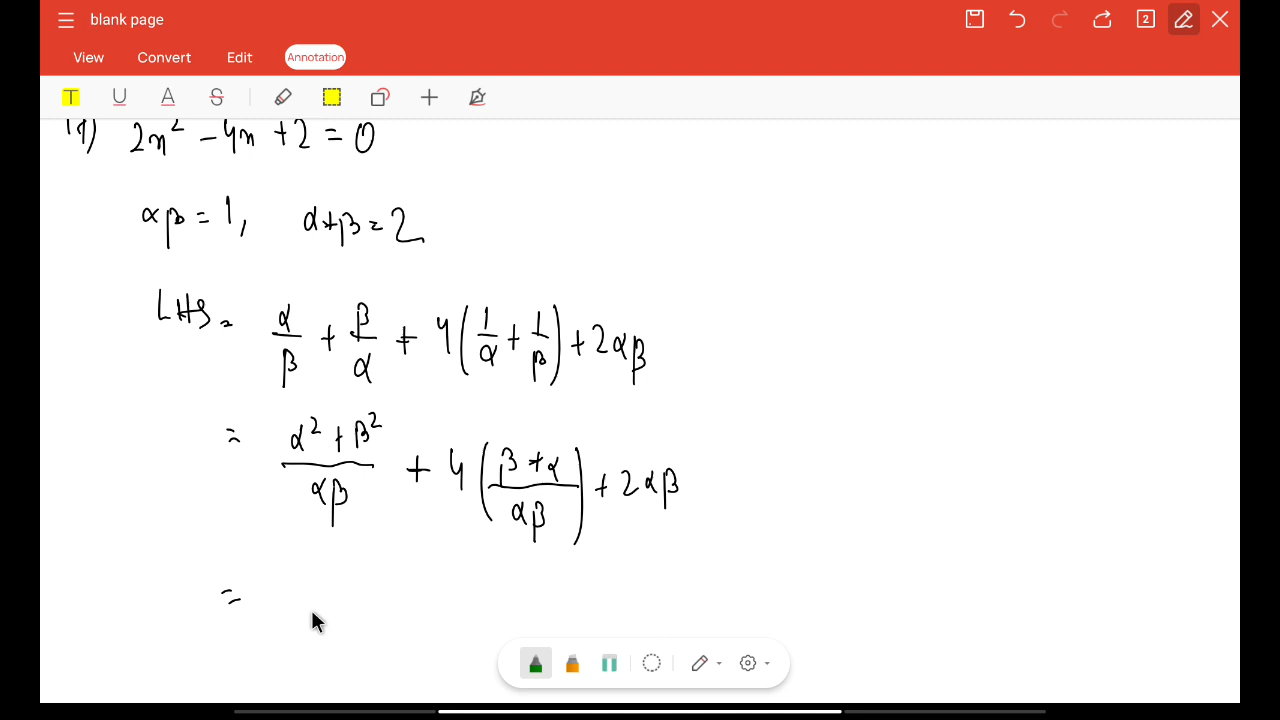 blank page
2
View Convert Edit Annotation
T U A S
2x² - 4x + 2 = 0
αβ = 1, α+β = 2
LHS = α/β + β/α + 4(1/α + 1/β) + 2αβ
= (α² + β²)/αβ + 4((β + α)/αβ) + 2αβ
=